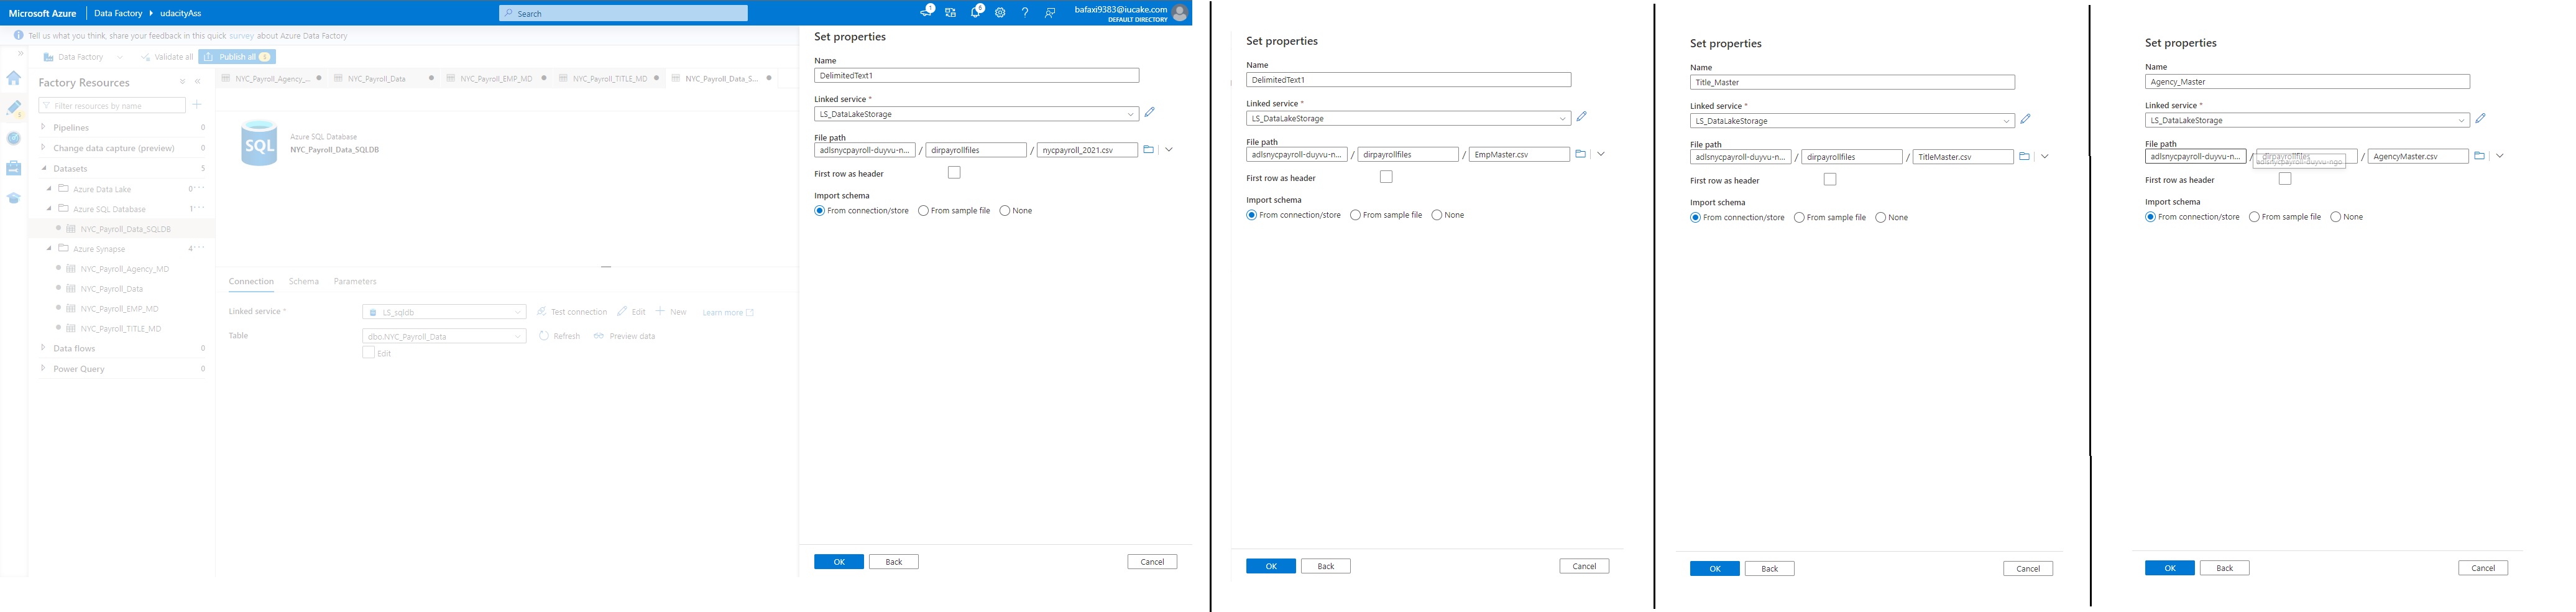 Microsoft Azure Data Factory udacityAss Search 1 6 bafaxi9383@iucake.com
DEFAULT DIRECTORY
Tell us what you think, share your feedback in this quick survey about Azure Data Factory
Data Factory Validate all Publish all 5
Factory Resources
Filter resources by name
Pipelines 0
Change data capture (preview) 0
Datasets 5
Azure Data Lake 0
Azure SQL Database 1
NYC_Payroll_Data_SQLDB
Azure Synapse 4
NYC_Payroll_Agency_MD
NYC_Payroll_Data
NYC_Payroll_EMP_MD
NYC_Payroll_TITLE_MD
Data flows 0
Power Query 0
NYC_Payroll_Agency_... NYC_Payroll_Data NYC_Payroll_EMP_MD NYC_Payroll_TITLE_MD NYC_Payroll_Data_S...
SQL
Azure SQL Database
NYC_Payroll_Data_SQLDB
Connection Schema Parameters
Linked service * LS_sqldb Test connection Edit New Learn more
Table dbo.NYC_Payroll_Data Refresh Preview data
Edit
Set properties
Name
DelimitedText1
Linked service *
LS_DataLakeStorage
File path
adlsnycpayroll-duyvu-n... / dirpayrollfiles / nycpayroll_2021.csv
First row as header
Import schema
From connection/store From sample file None
OK Back Cancel
Set properties
Name
DelimitedText1
Linked service *
LS_DataLakeStorage
File path
adlsnycpayroll-duyvu-n... / dirpayrollfiles / EmpMaster.csv
First row as header
Import schema
From connection/store From sample file None
OK Back Cancel
Set properties
Name
Title_Master
Linked service *
LS_DataLakeStorage
File path
adlsnycpayroll-duyvu-n... / dirpayrollfiles / TitleMaster.csv
First row as header
Import schema
From connection/store From sample file None
OK Back Cancel
Set properties
Name
Agency_Master
Linked service *
LS_DataLakeStorage
File path
adlsnycpayroll-duyvu-n... / dirpayrollfiles / AgencyMaster.csv
adlsnycpayroll-duyvu-ngo
First row as header
Import schema
From connection/store From sample file None
OK Back Cancel